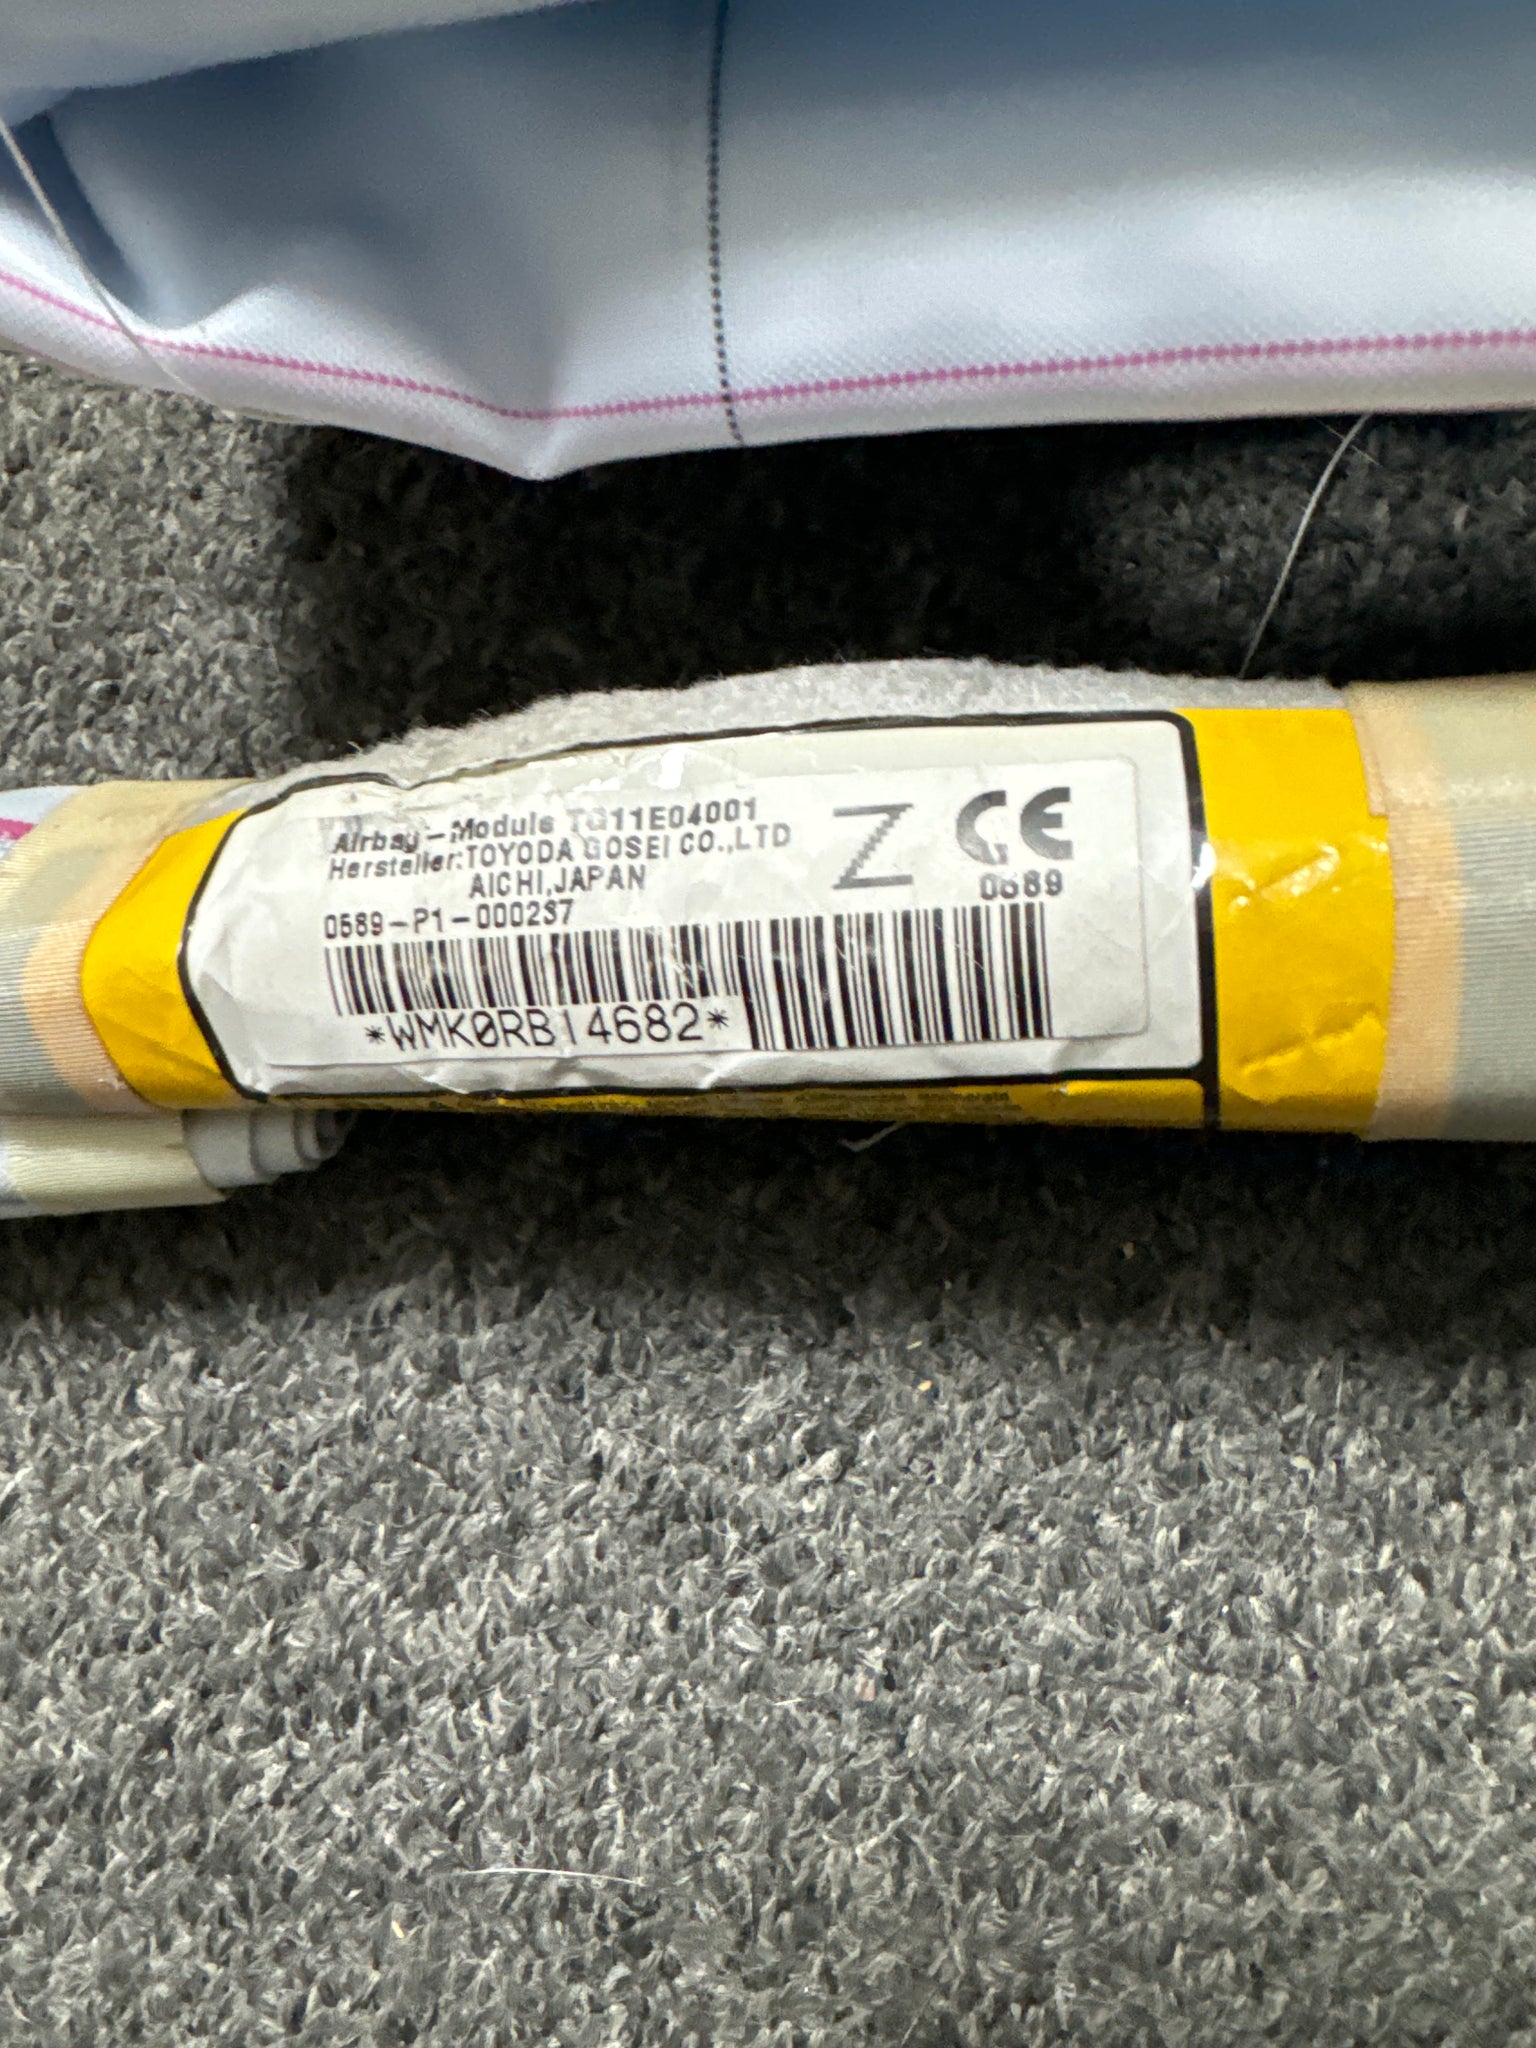 Airbag-Module TG11E04001
Hersteller:TOYODA GOSEI CO.,LTD
AICHI,JAPAN
0589-P1-000237
Z
CE
0589
*WMK0RB14682*